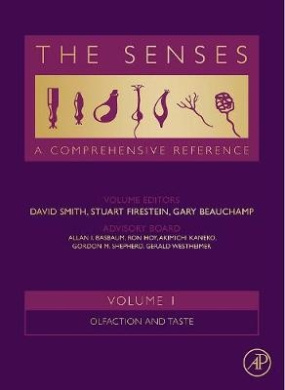 THE SENSES
A COMPREHENSIVE REFERENCE
VOLUME EDITORS
DAVID SMITH, STUART FIRESTEIN, GARY BEAUCHAMP
ADVISORY BOARD
ALLAN I. BASBAUM, RON HOY, AKIMICHI KANEKO,
GORDON M. SHEPHERD, GERALD WESTHEIMER
VOLUME 1
OLFACTION AND TASTE